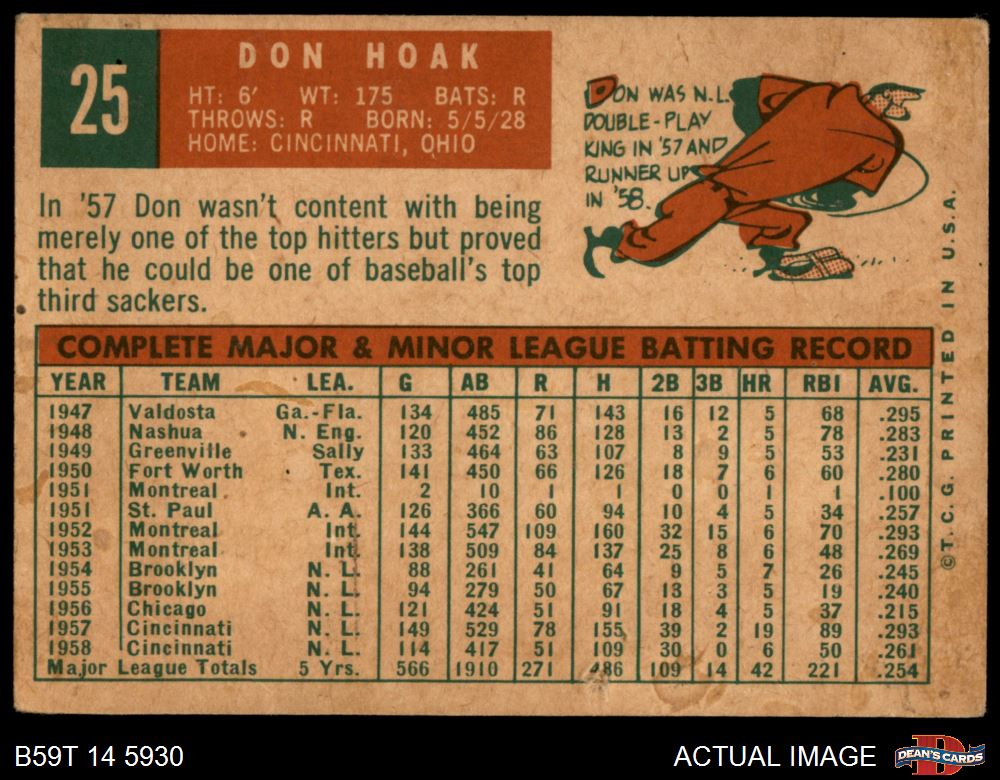 25
DON HOAK
HT: 6' WT: 175 BATS: R
THROWS: R BORN: 5/5/28
HOME: CINCINNATI, OHIO
In '57 Don wasn't content with being
merely one of the top hitters but proved
that he could be one of baseball's top
third sackers.
DON WAS N.L.
DOUBLE-PLAY
KING IN '57 AND
RUNNER UP
IN '58.
COMPLETE MAJOR & MINOR LEAGUE BATTING RECORD
YEAR TEAM LEA. G AB R H 2B 3B HR RBI AVG.
1947 Valdosta Ga.-Fla. 134 485 71 143 16 12 5 68 .295
1948 Nashua N. Eng. 120 452 86 128 13 2 5 78 .283
1949 Greenville Sally 133 464 63 107 8 9 5 53 .231
1950 Fort Worth Tex. 141 450 66 126 18 7 6 60 .280
1951 Montreal Int. 2 10 1 1 0 0 1 1 .100
1951 St. Paul A. A. 126 366 60 94 10 4 5 34 .257
1952 Montreal Int. 144 547 109 160 32 15 6 70 .293
1953 Montreal Int. 138 509 84 137 25 8 6 48 .269
1954 Brooklyn N. L. 88 261 41 64 9 5 7 26 .245
1955 Brooklyn N. L. 94 279 50 67 13 3 5 19 .240
1956 Chicago N. L. 121 424 51 91 18 4 5 37 .215
1957 Cincinnati N. L. 149 529 78 155 39 2 19 89 .293
1958 Cincinnati N. L. 114 417 51 109 30 0 6 50 .261
Major League Totals 5 Yrs. 566 1910 271 486 109 14 42 221 .254
©T.C.G. PRINTED IN U.S.A.
B59T 14 5930
ACTUAL IMAGE
D
DEAN'S CARDS